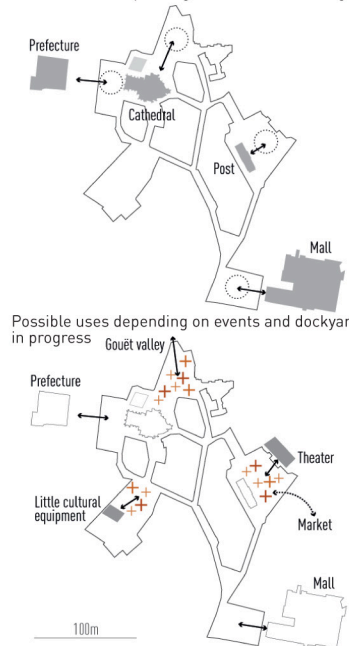 Prefecture
Cathedral
Post
Mall
Possible uses depending on events and dockyar
in progress
Gouët valley
Prefecture
Theater
Little cultural
equipment
Market
Mall
100m